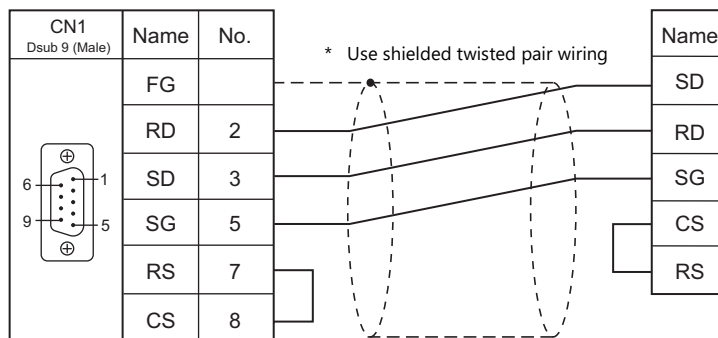 CN1
Dsub 9 (Male)
Name No.
* Use shielded twisted pair wiring
Name
FG
SD
RD 2
RD
SD 3
SG
SG 5
CS
RS 7
RS
CS 8
6 1
9 5